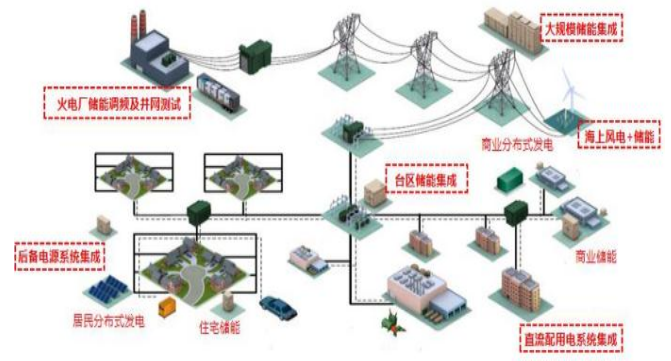 大规模储能集成
火电厂储能调频及并网测试
商业分布式发电
海上风电+储能
台区储能集成
后备电源系统集成
商业储能
居民分布式发电
住宅储能
直流配用电系统集成